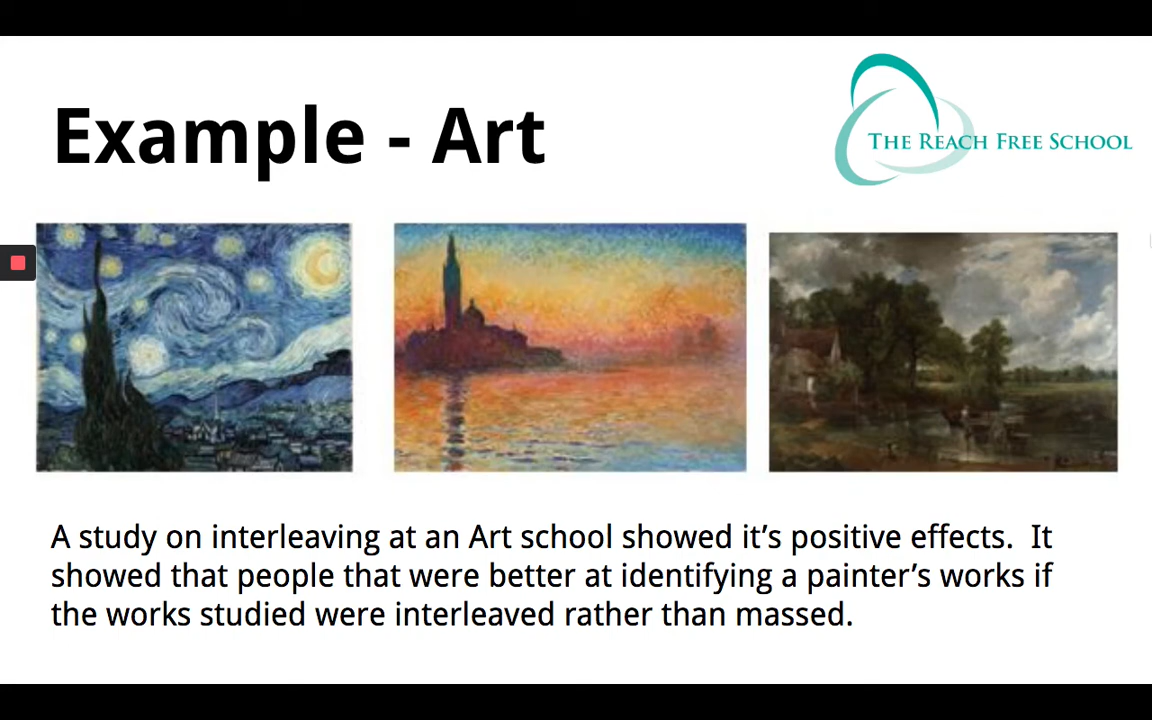 Example - Art
THE REACH FREE SCHOOL
A study on interleaving at an Art school showed it’s positive effects.  It
showed that people that were better at identifying a painter’s works if
the works studied were interleaved rather than massed.